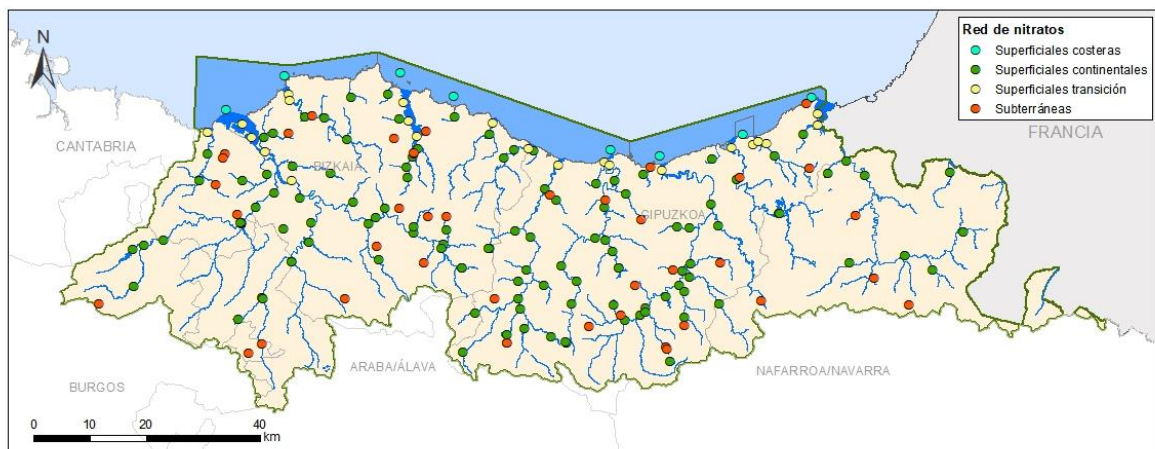 Red de nitratos
Superficiales costeras
Superficiales continentales
Superficiales transición
Subterráneas
N
FRANCIA
CANTABRIA
BIZKAIA
GIPUZKOA
ARABA/ÁLAVA
NAFARROA/NAVARRA
BURGOS
0 10 20 40
km